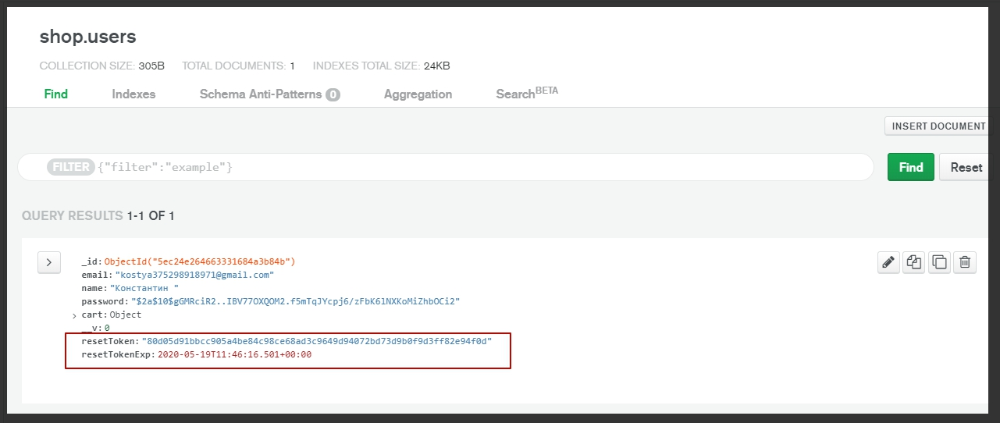 shop.users
COLLECTION SIZE: 305B TOTAL DOCUMENTS: 1 INDEXES TOTAL SIZE: 24KB
Find Indexes Schema Anti-Patterns 0 Aggregation Search BETA
INSERT DOCUMENT
FILTER {"filter":"example"} Find Reset
QUERY RESULTS 1-1 OF 1
_id: ObjectId("5ec24e264663331684a3b84b")
email: "kostya375298918971@gmail.com"
name: "Константин "
password: "$2a$10$gGMRciR2..IBV77OXQOM2.f5mTqJYcpj6/zFbK6lNXKoMiZhbOCi2"
cart: Object
__v: 0
resetToken: "80d05d91bbcc905a4be84c98ce68ad3c9649d94072bd73d9b0f9d3ff82e94f0d"
resetTokenExp: 2020-05-19T11:46:16.501+00:00